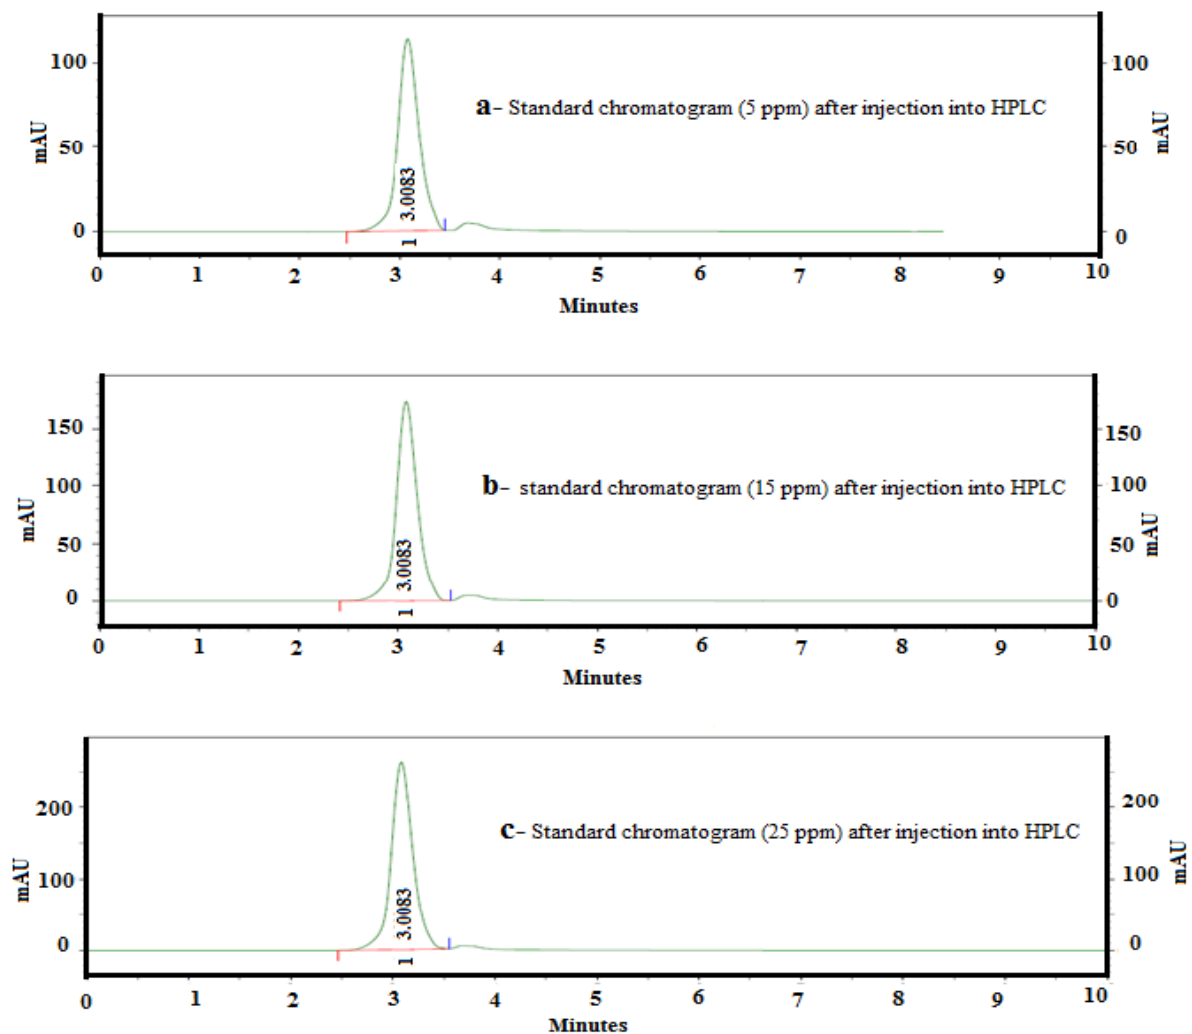 100
100
a- Standard chromatogram (5 ppm) after injection into HPLC
mAU
mAU
50
50
3.0083
0
0
1
0 1 2 3 4 5 6 7 8 9 10
Minutes
150
150
b- standard chromatogram (15 ppm) after injection into HPLC
100
100
mAU
mAU
50
50
3.0083
0
0
1
0 1 2 3 4 5 6 7 8 9 10
Minutes
200
200
c- Standard chromatogram (25 ppm) after injection into HPLC
mAU
mAU
100
100
3.0083
0
0
1
0 1 2 3 4 5 6 7 8 9 10
Minutes